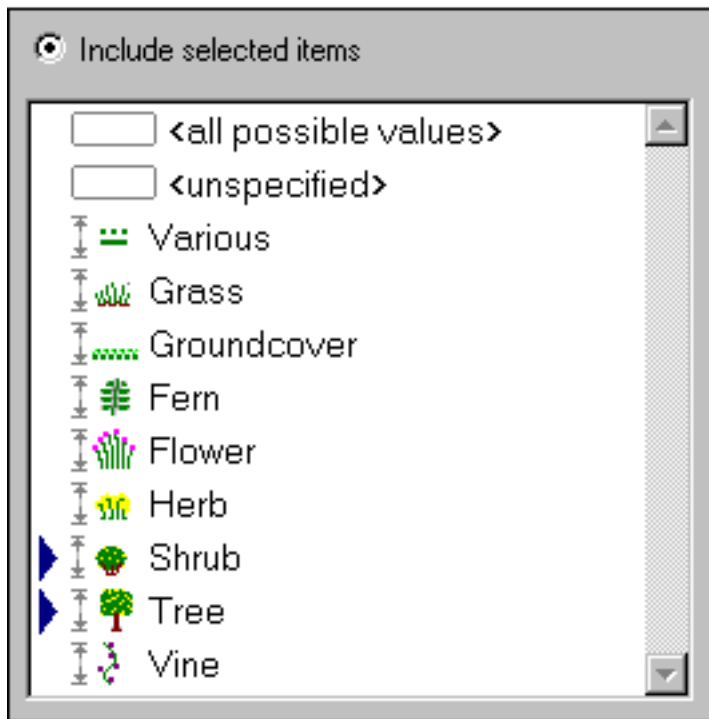 Include selected items
<all possible values>
<unspecified>
Various
Grass
Groundcover
Fern
Flower
Herb
Shrub
Tree
Vine